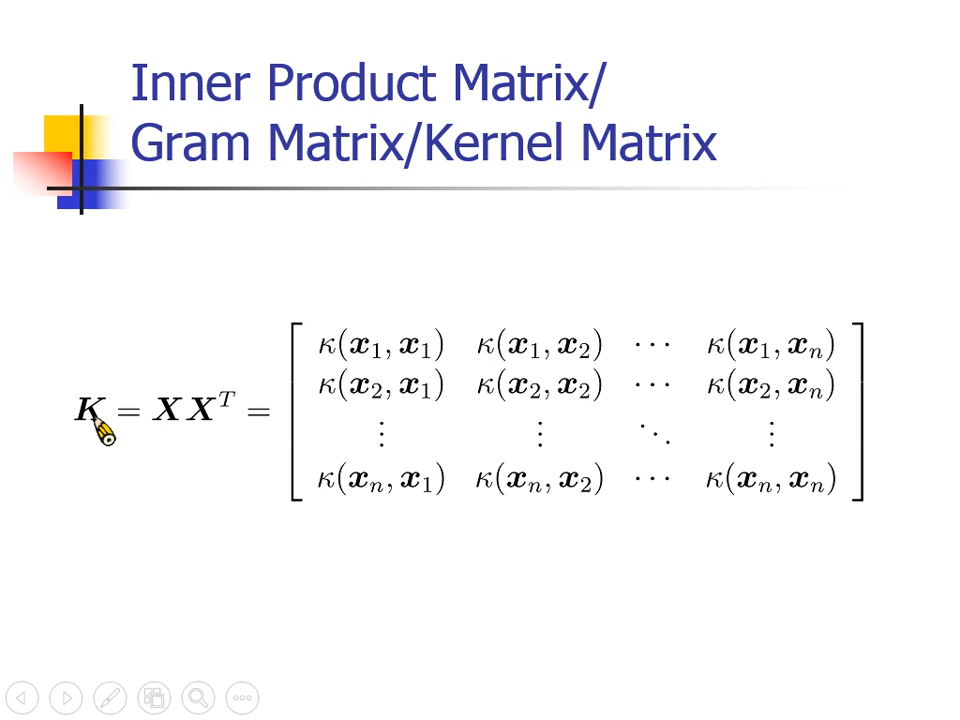 Inner Product Matrix/
Gram Matrix/Kernel Matrix
κ(x₁, x₁) κ(x₁, x₂) ⋯ κ(x₁, xₙ)
κ(x₂, x₁) κ(x₂, x₂) ⋯ κ(x₂, xₙ)
K = XXᵀ =
⋮ ⋮ ⋱ ⋮
κ(xₙ, x₁) κ(xₙ, x₂) ⋯ κ(xₙ, xₙ)